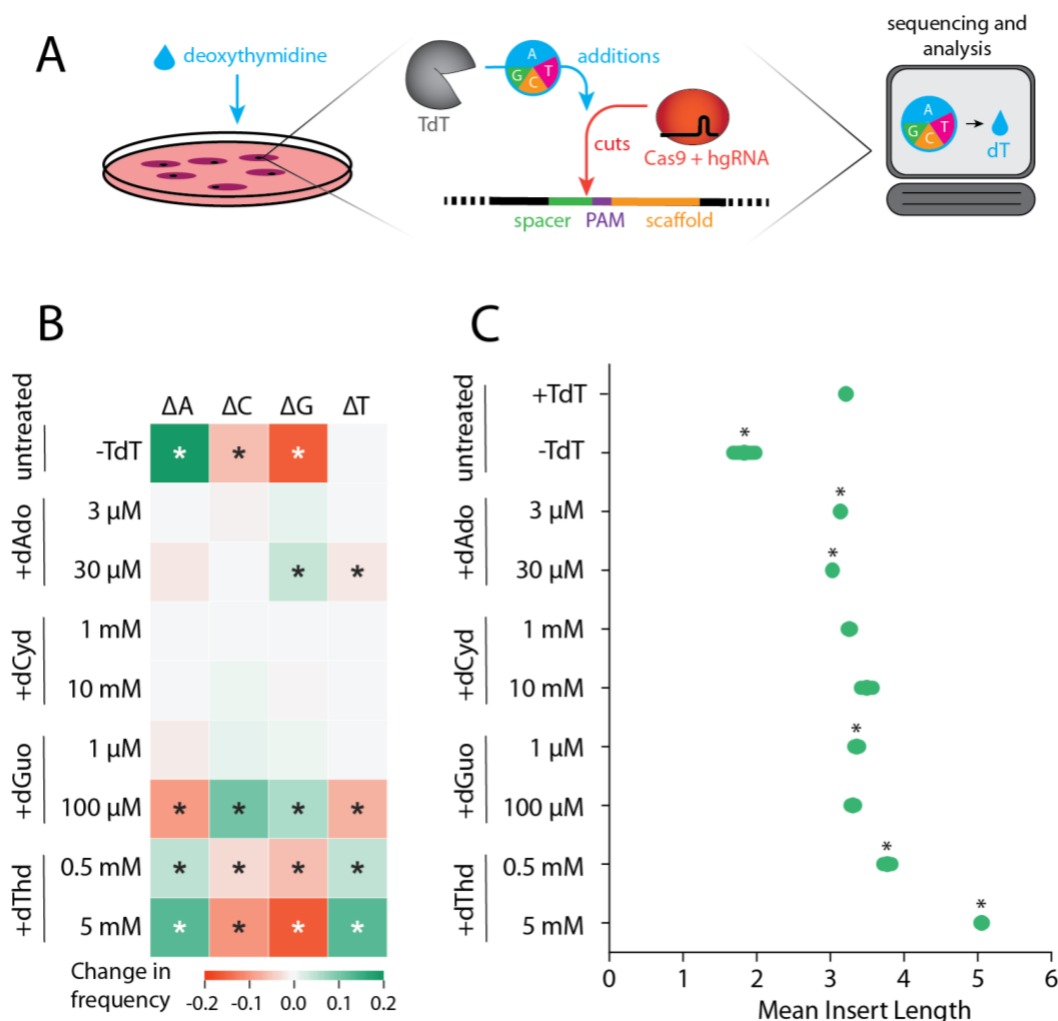 A
deoxythymidine
TdT
A
G
T
C
additions
cuts
Cas9 + hgRNA
spacer PAM scaffold
sequencing and
analysis
A
G
T
C
dT
B
ΔA ΔC ΔG ΔT
untreated
-TdT *  *  *
+dAdo
3 µM
30 µM * *
+dCyd
1 mM
10 mM
+dGuo
1 µM
100 µM * * * *
+dThd
0.5 mM * * * *
5 mM * * * *
Change in
frequency
-0.2 -0.1 0.0 0.1 0.2
C
untreated
+TdT
-TdT *
+dAdo
3 µM *
30 µM *
+dCyd
1 mM
10 mM
+dGuo
1 µM *
100 µM
+dThd
0.5 mM *
5 mM *
0 1 2 3 4 5 6
Mean Insert Length